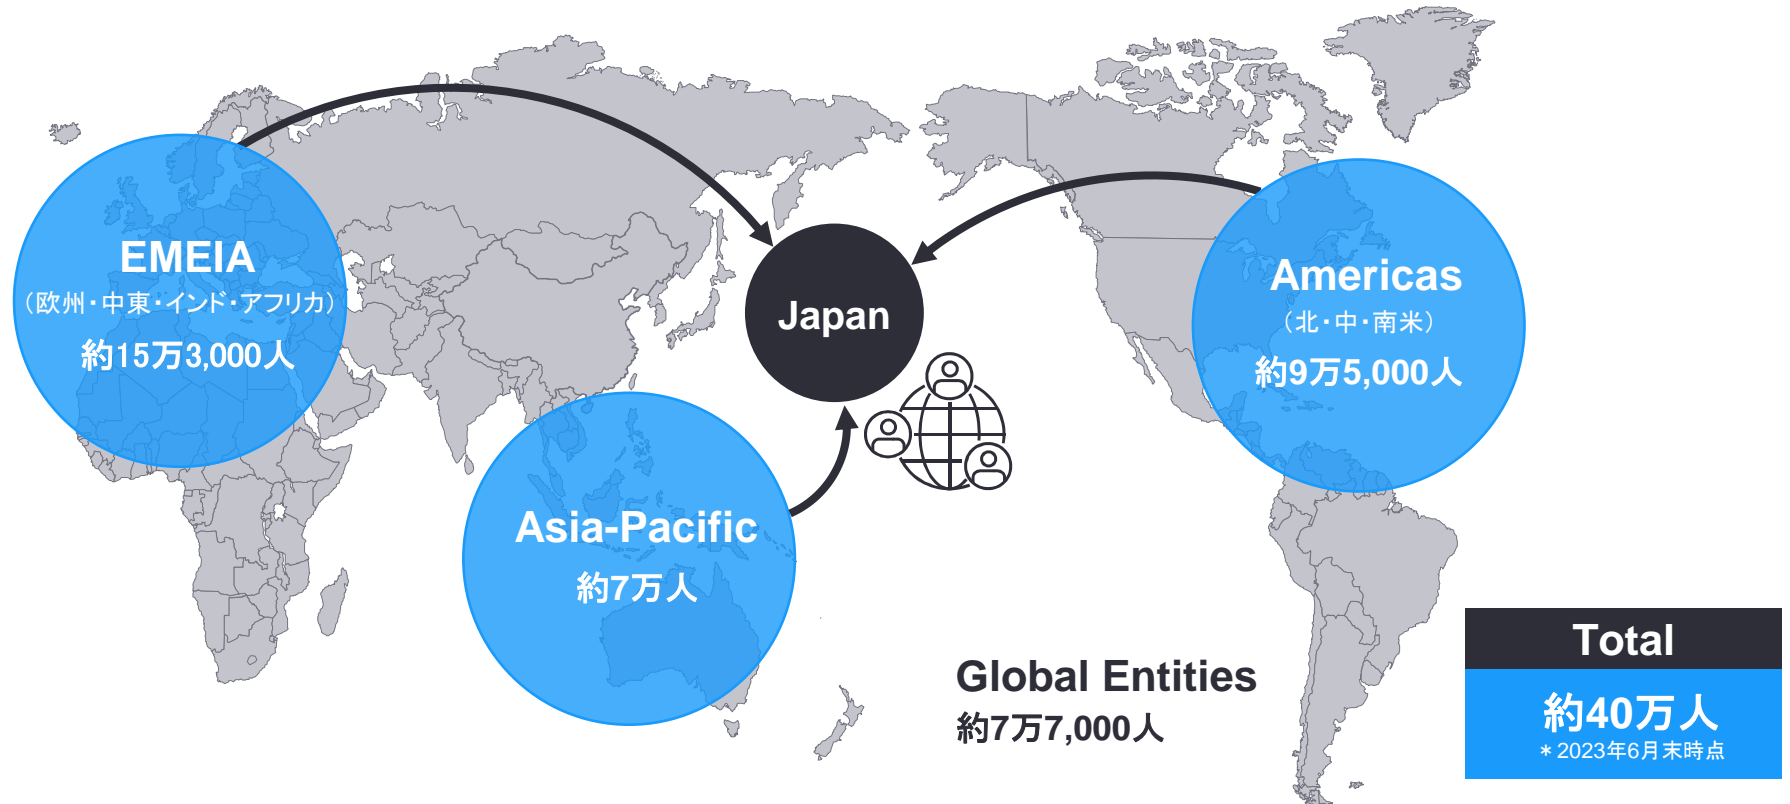 EMEIA
（欧州・中東・インド・アフリカ）
約15万3,000人
Japan
Americas
（北・中・南米）
約9万5,000人
Asia-Pacific
約7万人
Global Entities
約7万7,000人
Total
約40万人
＊2023年6月末時点